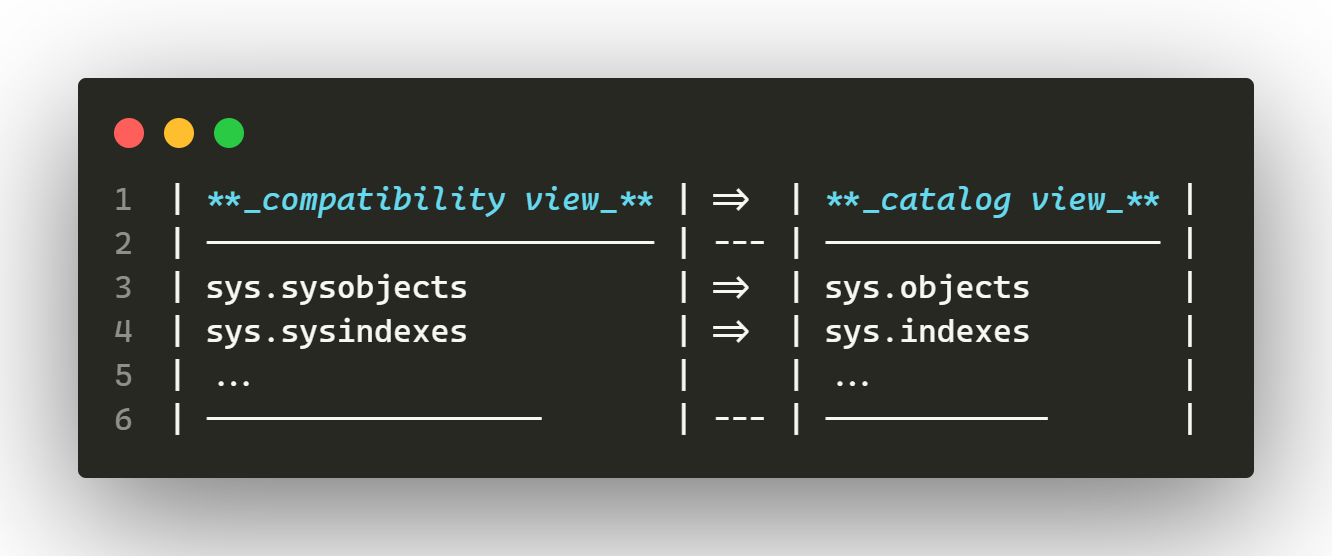 1 | **_compatibility view_** | => | **_catalog view_** |
2 | ------------------------ | --- | ------------------ |
3 | sys.sysobjects | => | sys.objects |
4 | sys.sysindexes | => | sys.indexes |
5 | ... | | ... |
6 | ------------------ | --- | ------------ |